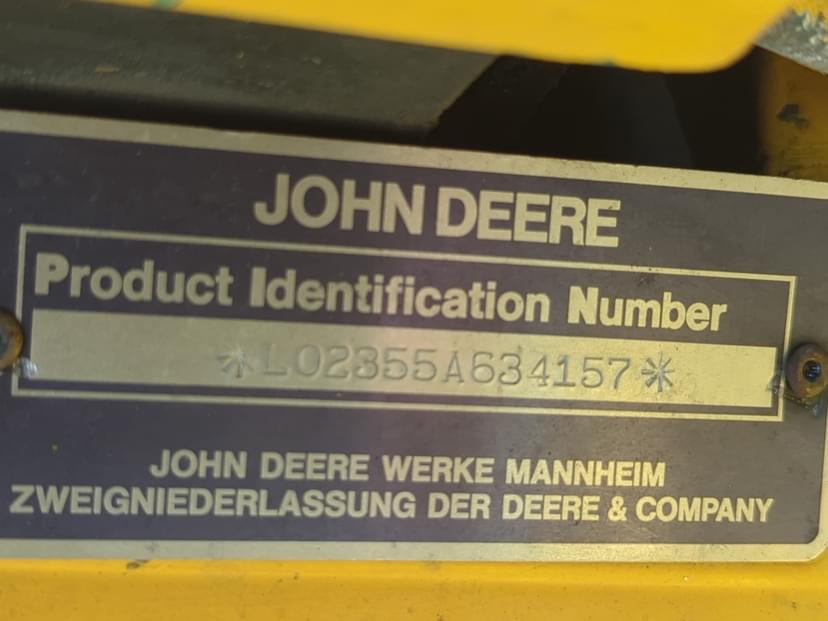 JOHN DEERE
Product Identification Number
*L02355A634157*
JOHN DEERE WERKE MANNHEIM
ZWEIGNIEDERLASSUNG DER DEERE & COMPANY